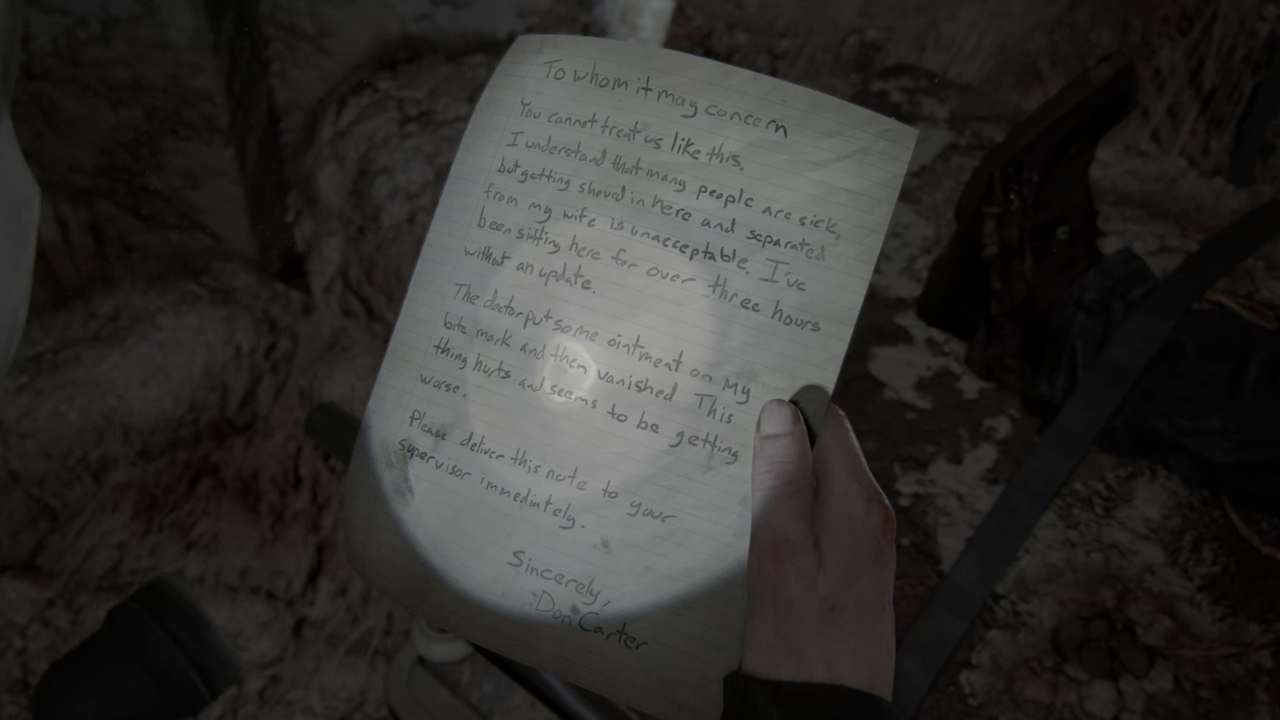 To whom it may concern
You cannot treat us like this.
I understand that many people are sick,
but getting shoved in here and separated
from my wife is unacceptable. I've
been sitting here for over three hours
without an update.
The doctor put some ointment on My
bite mark and then vanished This
thing hurts and seems to be getting
worse.
Please deliver this note to your
supervisor immedintely.
Sincerely,
Don Carter